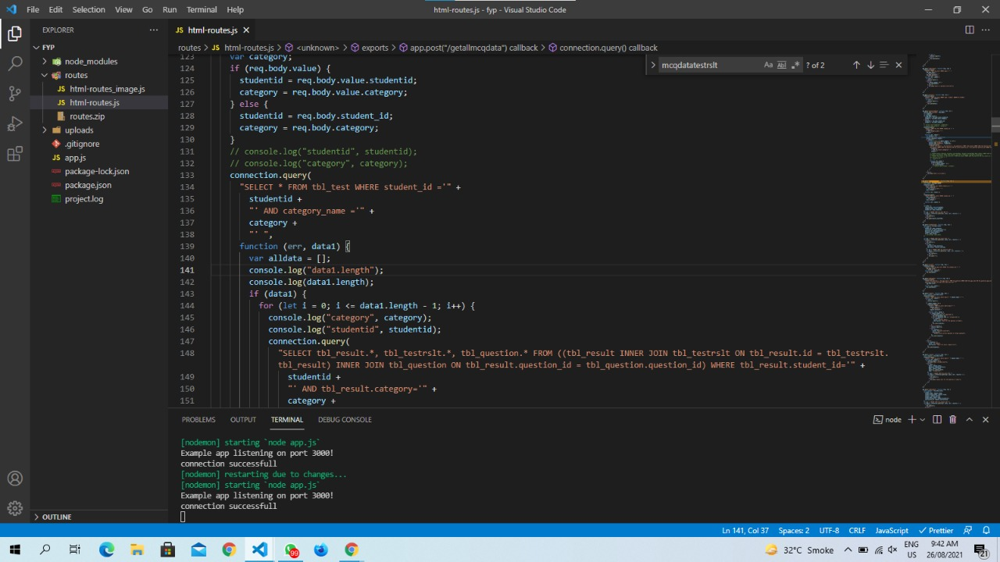 File Edit Selection View Go Run Terminal Help
html-routes.js - fyp - Visual Studio Code
EXPLORER
FYP
node_modules
routes
JS html-routes_image.js
JS html-routes.js
routes.zip
uploads
.gitignore
JS app.js
package-lock.json
package.json
project.log
OUTLINE
JS html-routes.js
routes > JS html-routes.js > <unknown> > exports > app.post("/getallmcqdata") callback > connection.query() callback
mcqdatatestrslt Aa Abl .* ? of 2
123 var category;
124 if (req.body.value) {
125 studentid = req.body.value.studentid;
126 category = req.body.value.category;
127 } else {
128 studentid = req.body.student_id;
129 category = req.body.category;
130 }
131 // console.log("studentid", studentid);
132 // console.log("category", category);
133 connection.query(
134 "SELECT * FROM tbl_test WHERE student_id ='" +
135 studentid +
136 "' AND category_name ='" +
137 category +
138 "' ",
139 function (err, data1) {
140 var alldata = [];
141 console.log("data1.length");
142 console.log(data1.length);
143 if (data1) {
144 for (let i = 0; i <= data1.length - 1; i++) {
145 console.log("category", category);
146 console.log("studentid", studentid);
147 connection.query(
148 "SELECT tbl_result.*, tbl_testrslt.*, tbl_question.* FROM ((tbl_result INNER JOIN tbl_testrslt ON tbl_result.id = tbl_testrslt.
tbl_result) INNER JOIN tbl_question ON tbl_result.question_id = tbl_question.question_id) WHERE tbl_result.student_id='" +
149 studentid +
150 "' AND tbl_result.category='" +
151 category +
PROBLEMS OUTPUT TERMINAL DEBUG CONSOLE
node
[nodemon] starting `node app.js`
Example app listening on port 3000!
connection successfull
[nodemon] restarting due to changes...
[nodemon] starting `node app.js`
Example app listening on port 3000!
connection successfull
Ln 141, Col 37 Spaces: 2 UTF-8 CRLF JavaScript Prettier
99
32°C Smoke
ENG
US
9:42 AM
26/08/2021
21